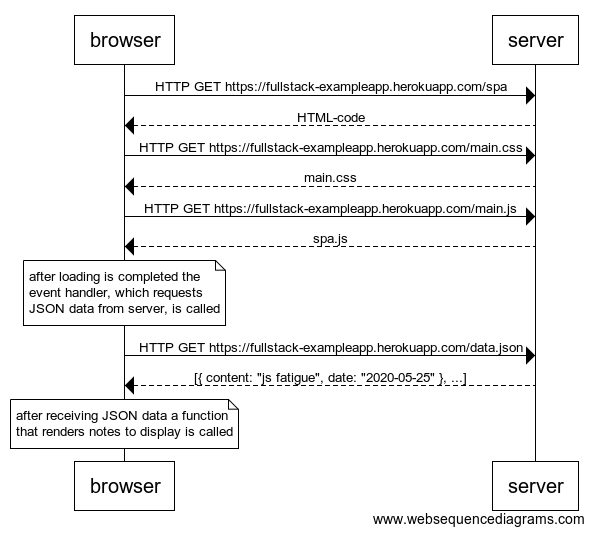 browser server
HTTP GET https://fullstack-exampleapp.herokuapp.com/spa
HTML-code
HTTP GET https://fullstack-exampleapp.herokuapp.com/main.css
main.css
HTTP GET https://fullstack-exampleapp.herokuapp.com/main.js
spa.js
after loading is completed the
event handler, which requests
JSON data from server, is called
HTTP GET https://fullstack-exampleapp.herokuapp.com/data.json
[{ content: "js fatigue", date: "2020-05-25" }, ...]
after receiving JSON data a function
that renders notes to display is called
browser server
www.websequencediagrams.com